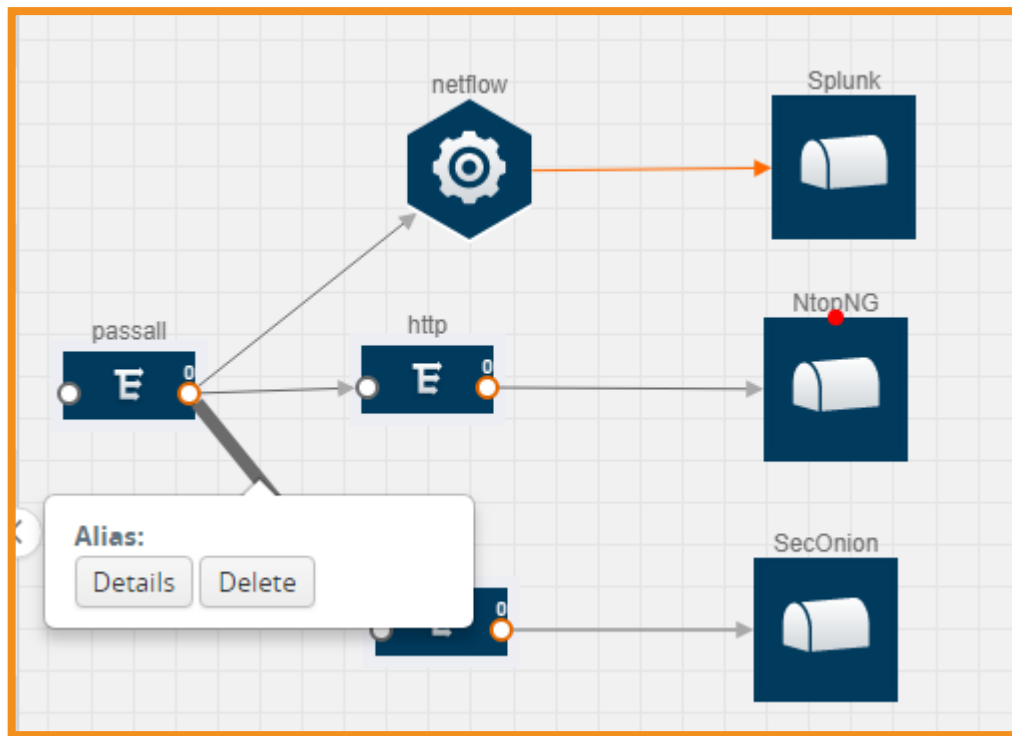 Splunk
netflow
NtopNG
http
passall
0
0
Alias:
Details Delete
SecOnion
0